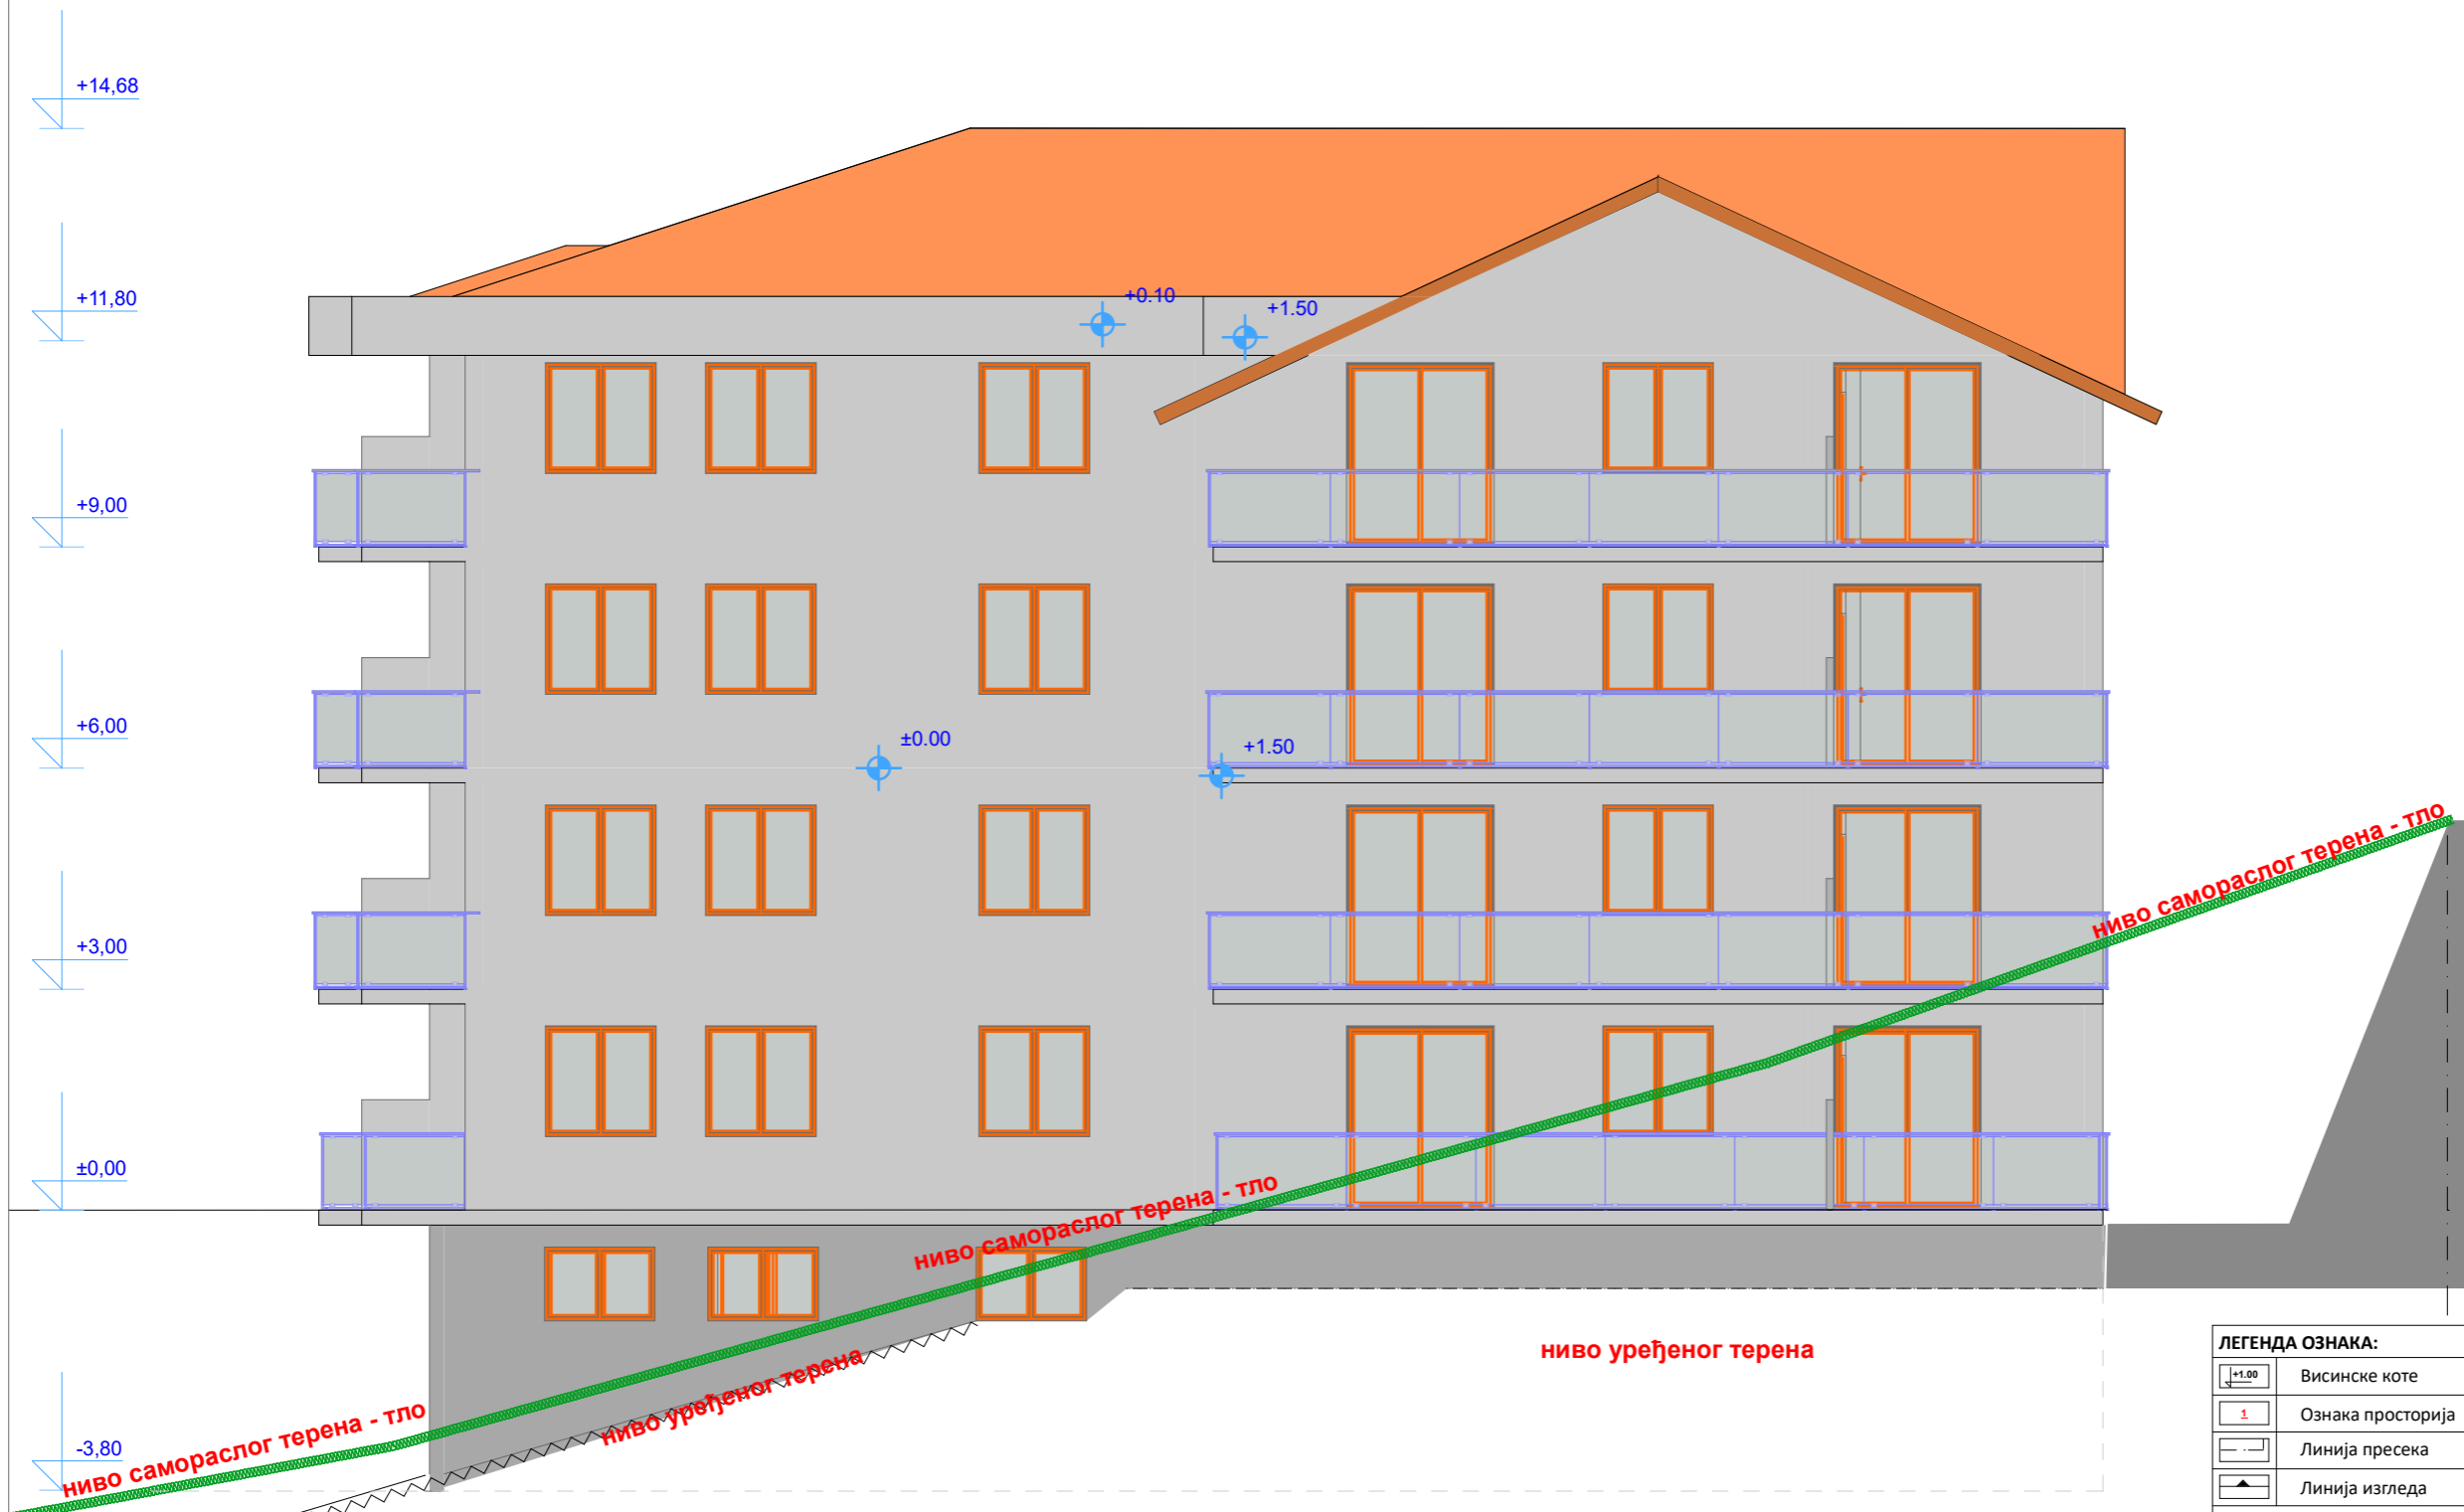 +14,68
+11,80
+0.10
+1.50
+9,00
+6,00
±0.00
+1.50
ниво самораслог терена - тло
+3,00
±0,00
ниво самораслог терена - тло
ниво уређеног терена
ниво уређеног терена
ниво самораслог терена - тло
-3,80
ЛЕГЕНДА ОЗНАКА:
+1.00 Висинске коте
1 Ознака просторија
Линија пресека
Линија изгледа